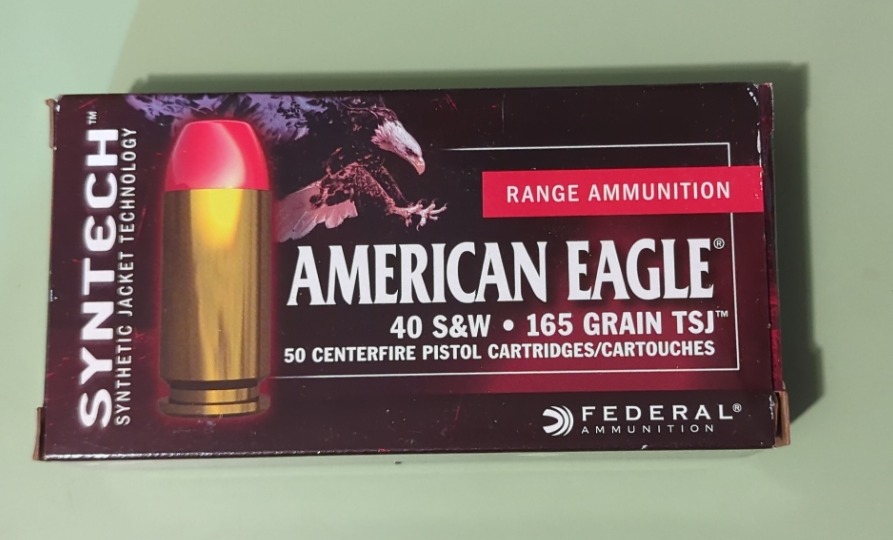 SYNTECH™
SYNTHETIC JACKET TECHNOLOGY
RANGE AMMUNITION
AMERICAN EAGLE®
40 S&W • 165 GRAIN TSJ™
50 CENTERFIRE PISTOL CARTRIDGES/CARTOUCHES
FEDERAL®
AMMUNITION